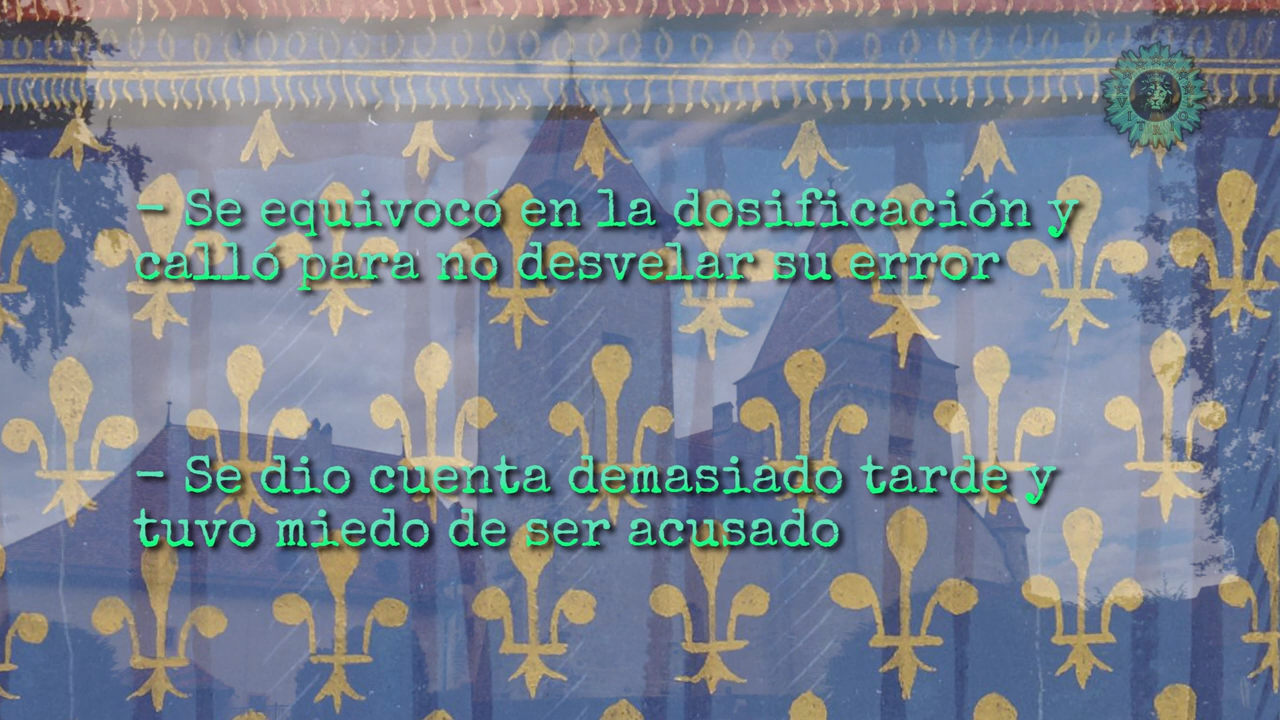 - Se equivocó en la dosificación y
calló para no desvelar su error
- Se dio cuenta demasiado tarde y
tuvo miedo de ser acusado